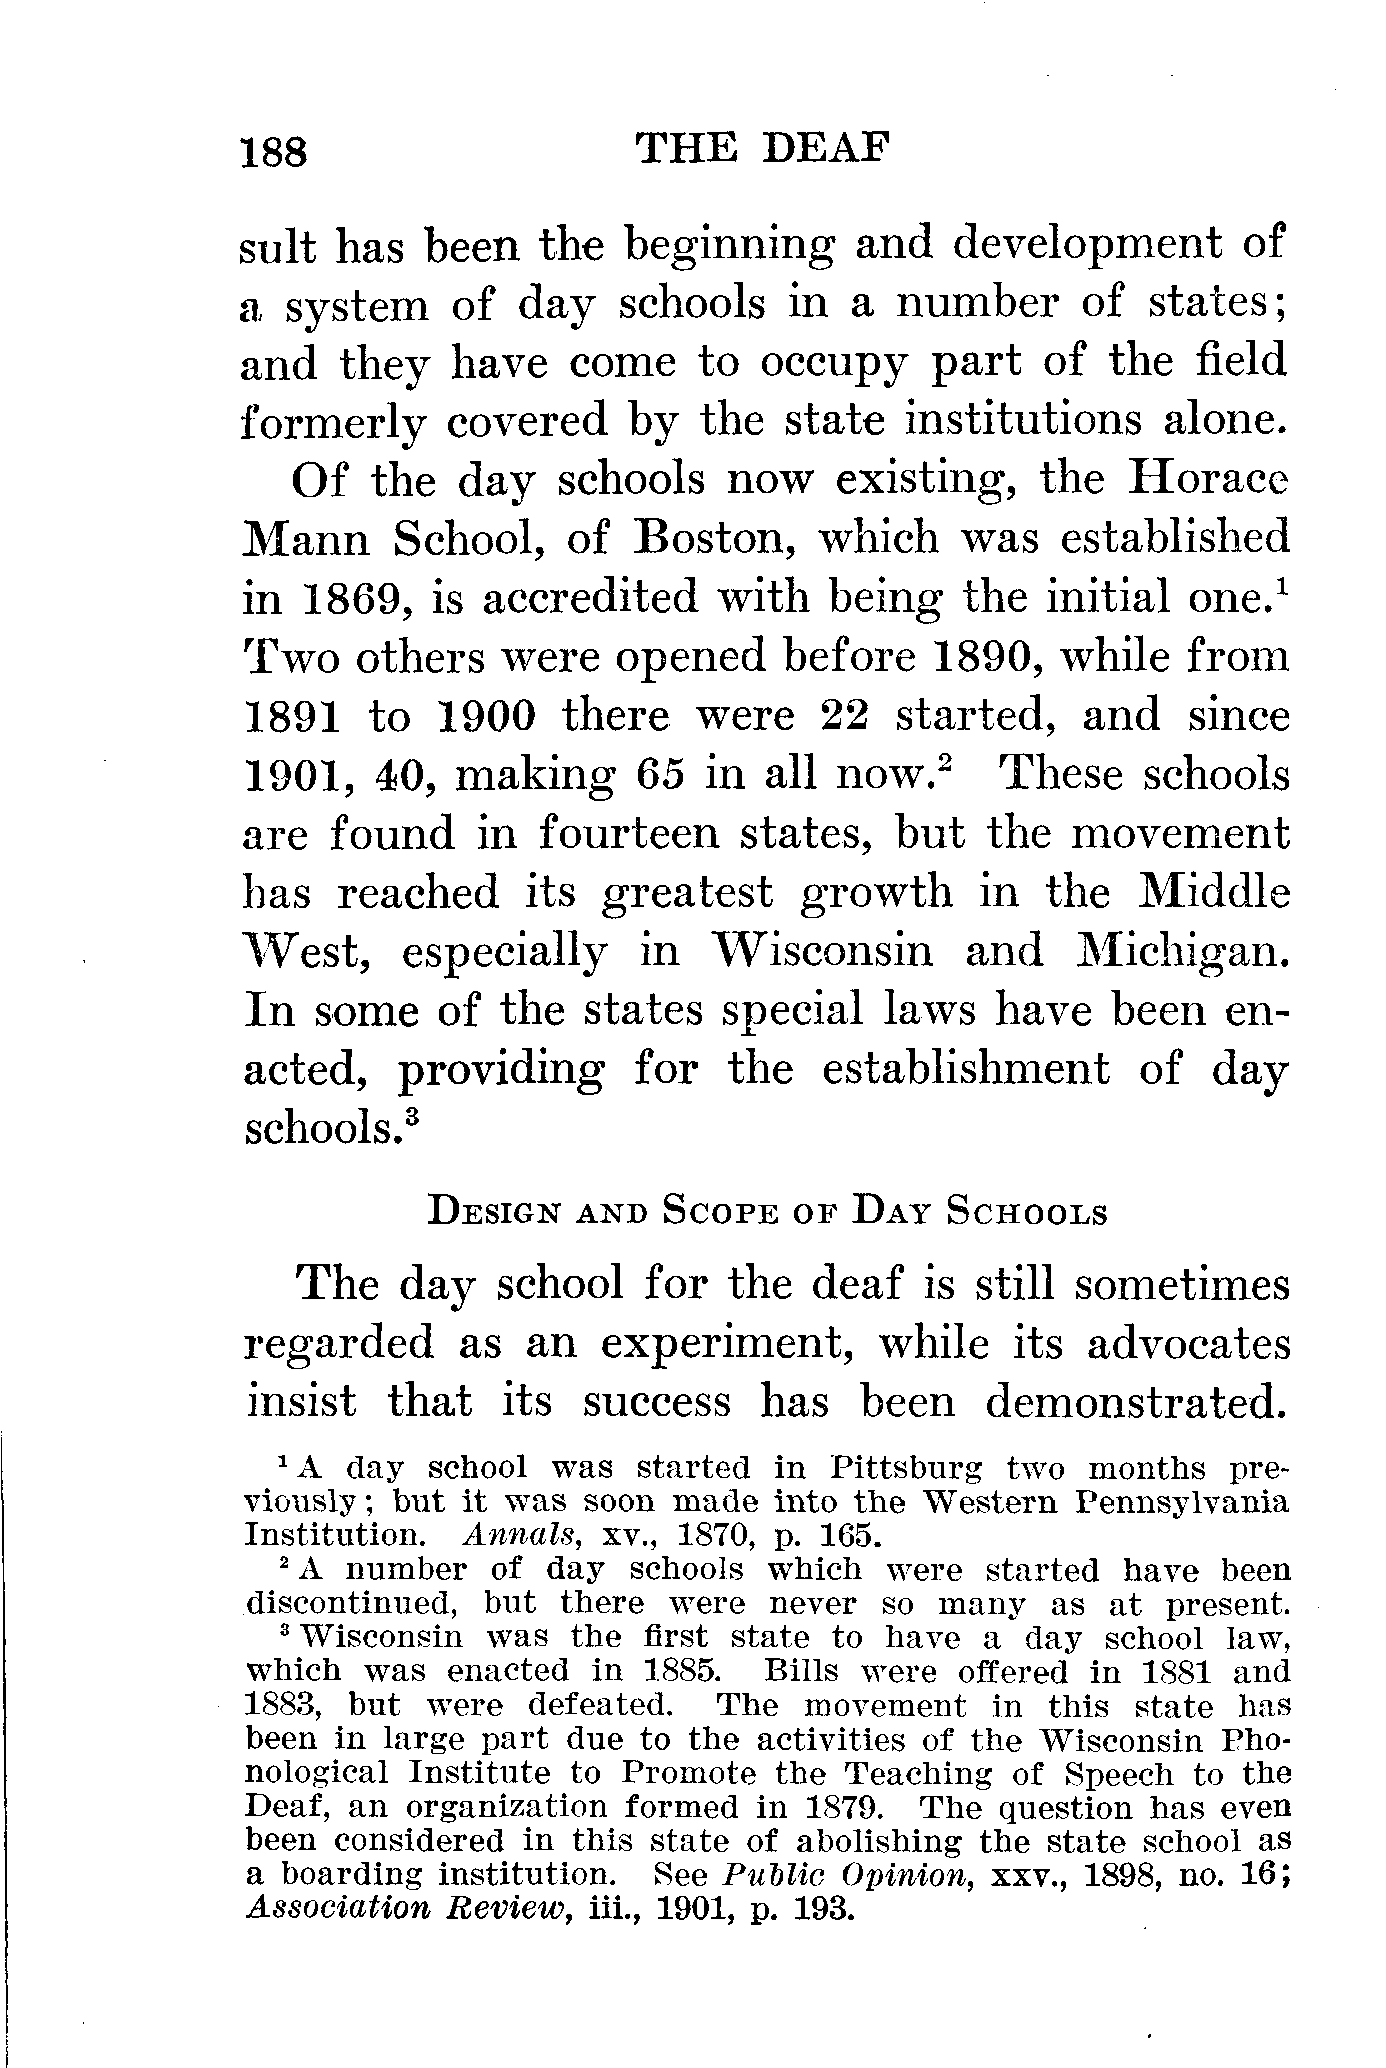 188 THE DEAF
sult has been the beginning and development of
a system of day schools in a number of states;
and they have come to occupy part of the field
formerly covered by the state institutions alone.
Of the day schools now existing, the Horace
Mann School, of Boston, which was established
in 1869, is accredited with being the initial one.¹
Two others were opened before 1890, while from
1891 to 1900 there were 22 started, and since
1901, 40, making 65 in all now.² These schools
are found in fourteen states, but the movement
has reached its greatest growth in the Middle
West, especially in Wisconsin and Michigan.
In some of the states special laws have been en-
acted, providing for the establishment of day
schools.³
Design and Scope of Day Schools
The day school for the deaf is still sometimes
regarded as an experiment, while its advocates
insist that its success has been demonstrated.
¹ A day school was started in Pittsburg two months pre-
viously; but it was soon made into the Western Pennsylvania
Institution. Annals, xv., 1870, p. 165.
² A number of day schools which were started have been
discontinued, but there were never so many as at present.
³ Wisconsin was the first state to have a day school law,
which was enacted in 1885. Bills were offered in 1881 and
1883, but were defeated. The movement in this state has
been in large part due to the activities of the Wisconsin Pho-
nological Institute to Promote the Teaching of Speech to the
Deaf, an organization formed in 1879. The question has even
been considered in this state of abolishing the state school as
a boarding institution. See Public Opinion, xxv., 1898, no. 16;
Association Review, iii., 1901, p. 193.